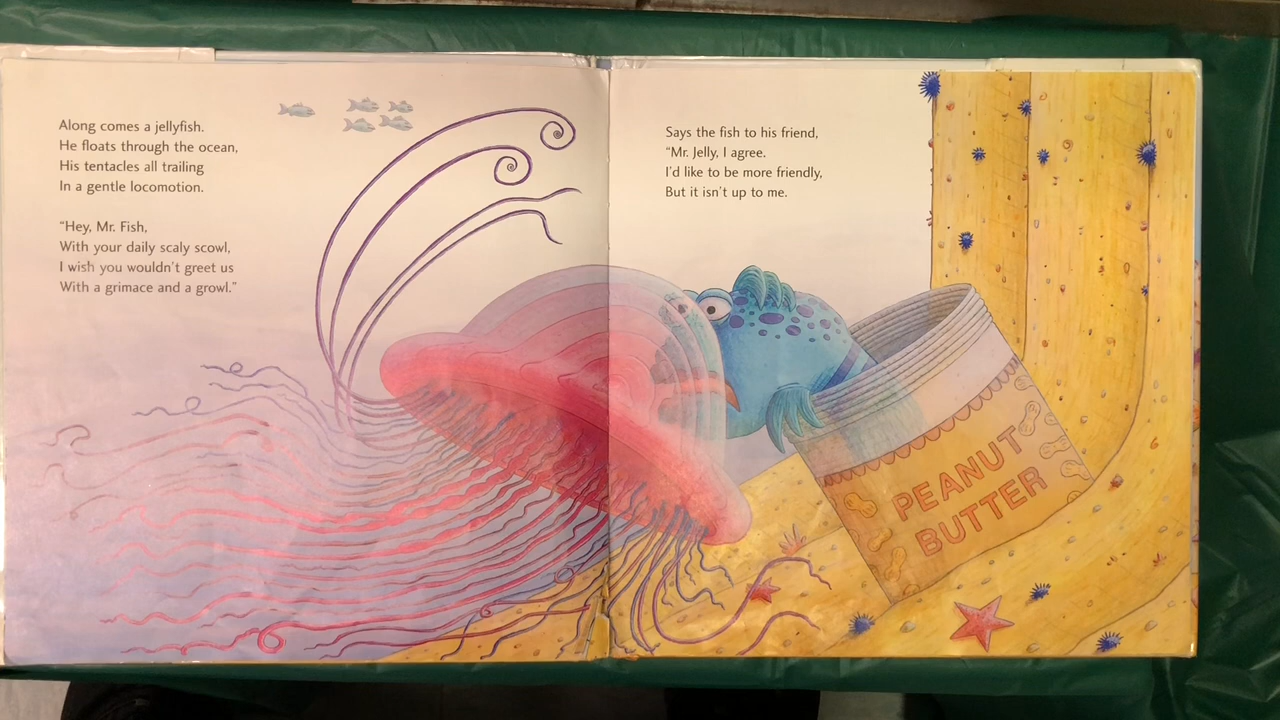 Along comes a jellyfish.
He floats through the ocean,
His tentacles all trailing
In a gentle locomotion.
“Hey, Mr. Fish,
With your daily scaly scowl,
I wish you wouldn’t greet us
With a grimace and a growl.”
Says the fish to his friend,
“Mr. Jelly, I agree.
I’d like to be more friendly,
But it isn’t up to me.
PEANUT
BUTTER